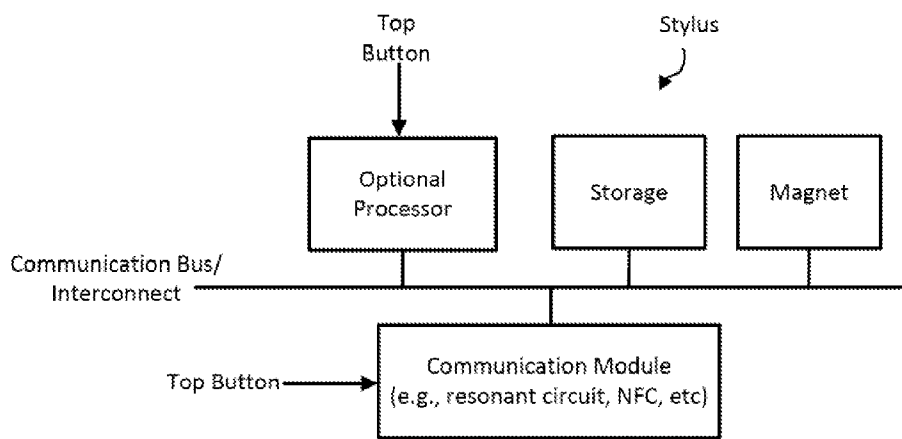 Top
Button
Stylus
Optional
Processor
Storage
Magnet
Communication Bus/
Interconnect
Communication Module
(e.g., resonant circuit, NFC, etc)
Top Button